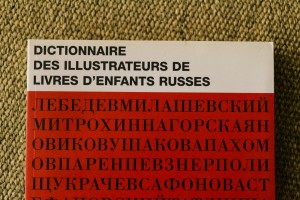 DICTIONNAIRE
DES ILLUSTRATEURS DE
LIVRES D'ENFANTS RUSSES
ЛЕБЕДЕВМИЛАШЕВСКИЙ
МИТРОХИННАГОРСКАЯН
ОВИКОВУШАКОВАПАХОМ
ОВПАРЕНПЕВЗНЕРПОЛИ
ЩУКРАЧЕВСАФОНОВАСТ